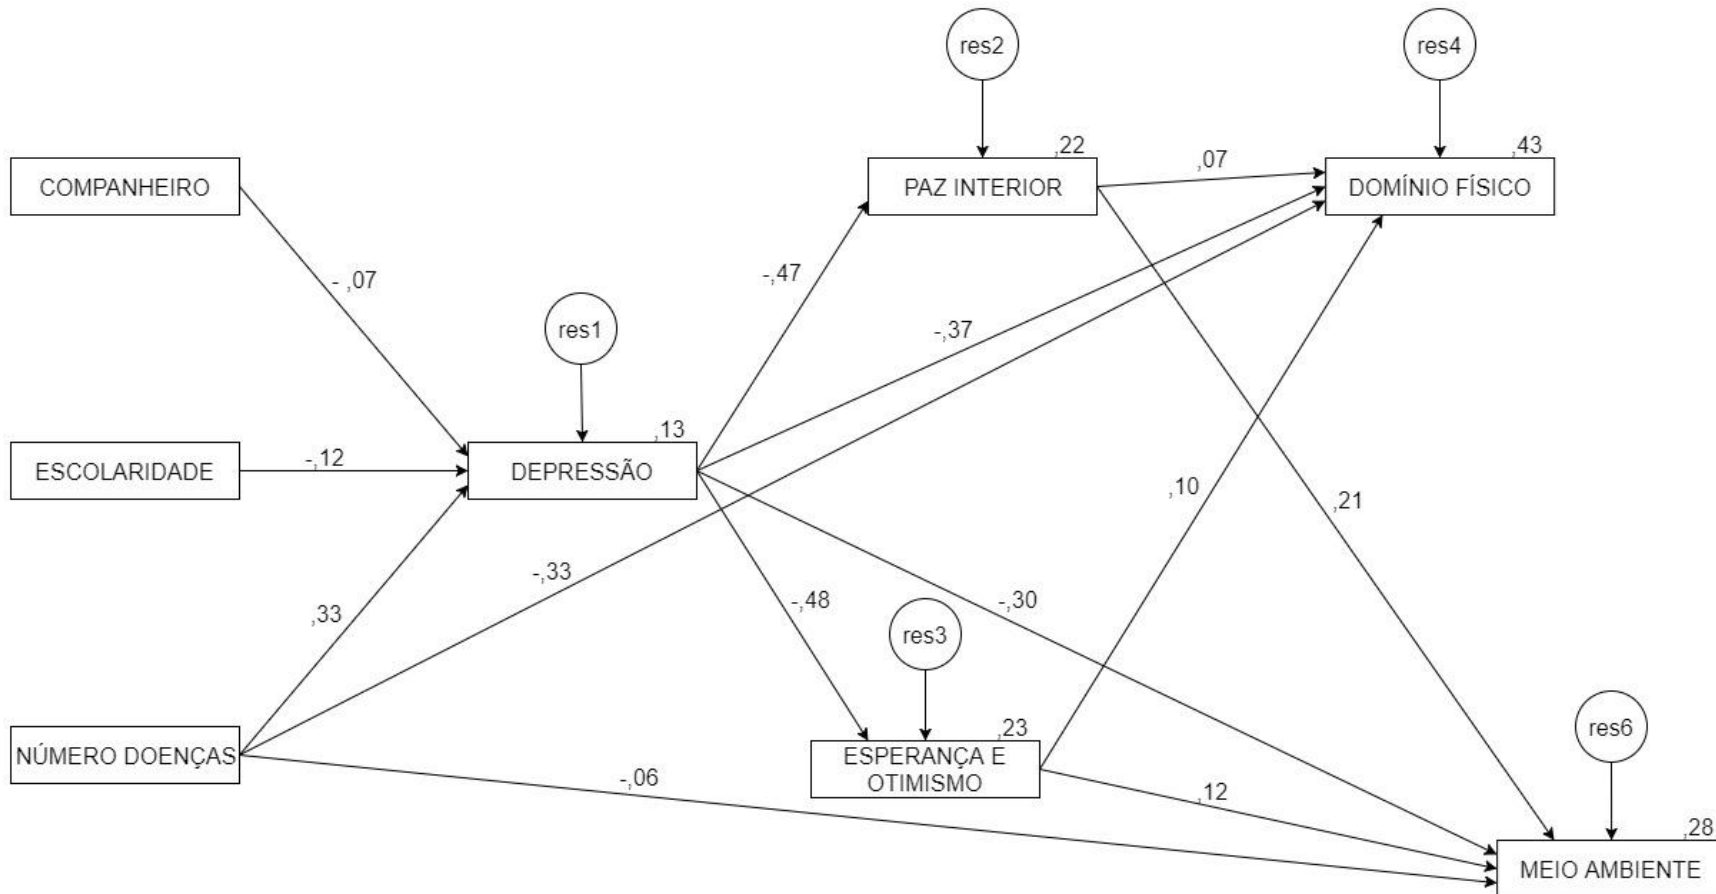 res2
res4
,22
,43
,07
COMPANHEIRO
PAZ INTERIOR
DOMÍNIO FÍSICO
- ,07
-,47
res1
-,37
,13
ESCOLARIDADE
-,12
DEPRESSÃO
,10
,21
-,33
,33
-,48
-,30
res3
res6
,23
NÚMERO DOENÇAS
ESPERANÇA E
OTIMISMO
-,06
,12
,28
MEIO AMBIENTE